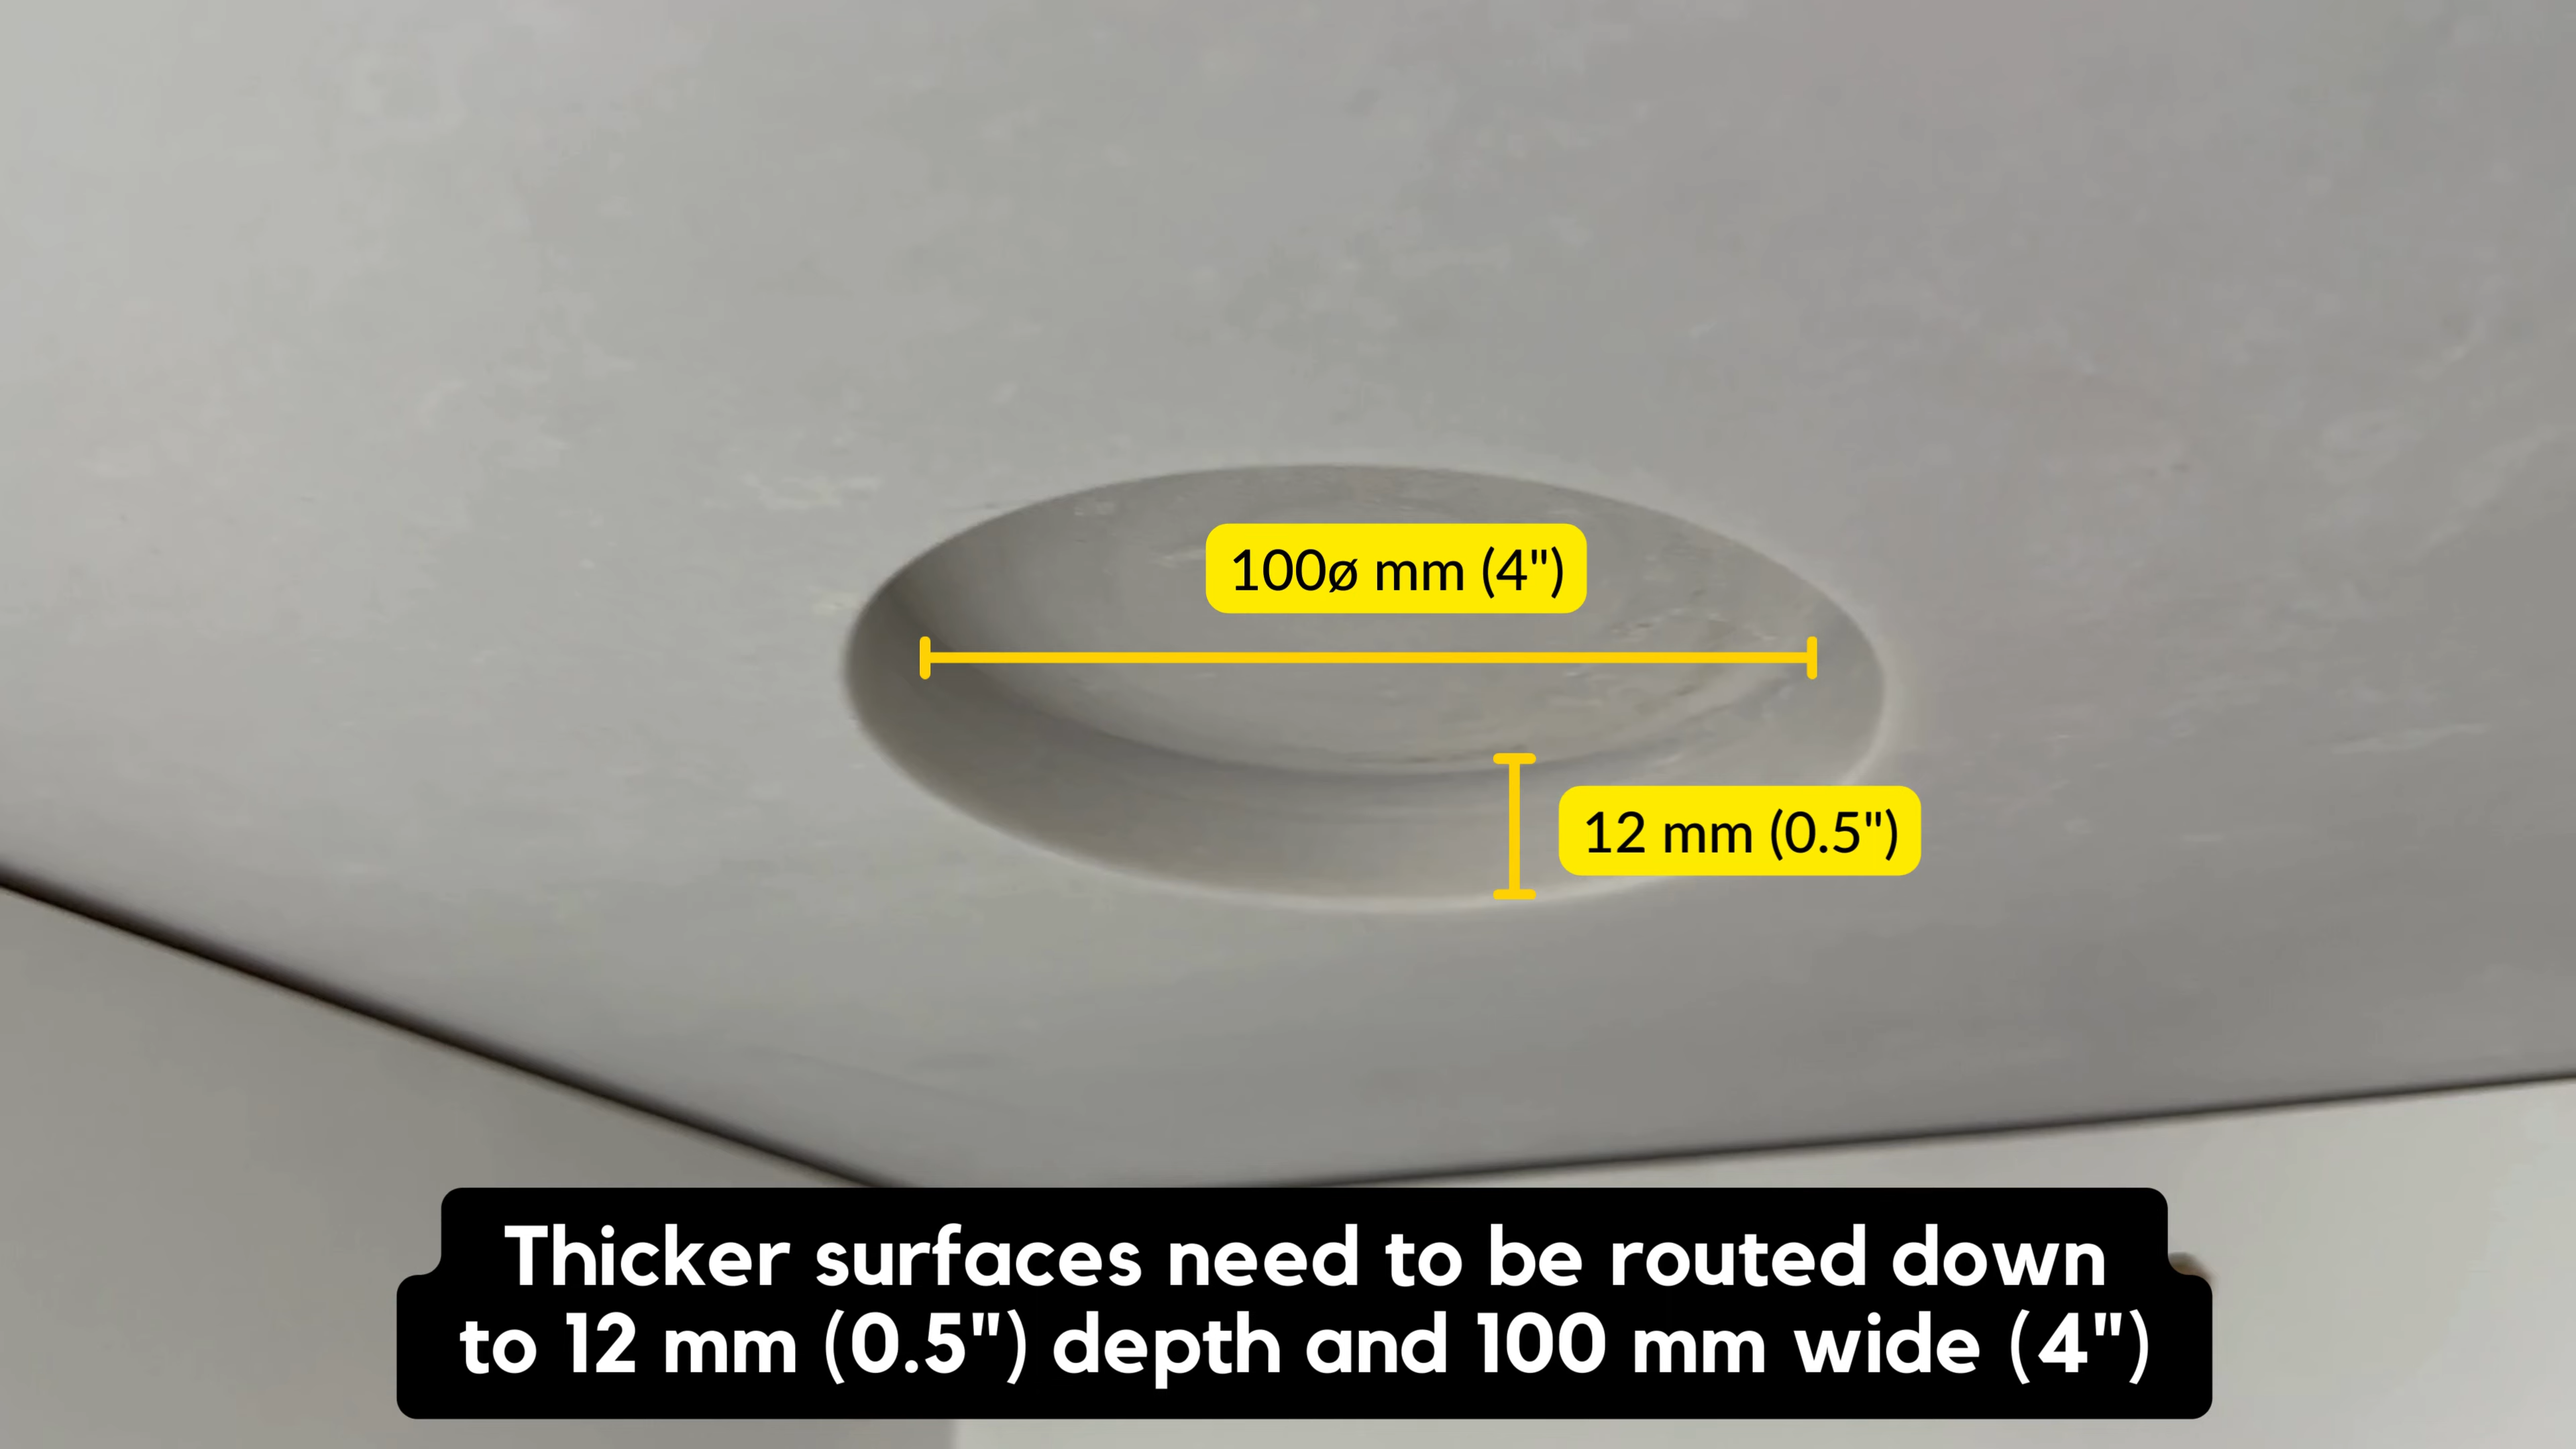 100ø mm (4")
12 mm (0.5")
Thicker surfaces need to be routed down
to 12 mm (0.5") depth and 100 mm wide (4")